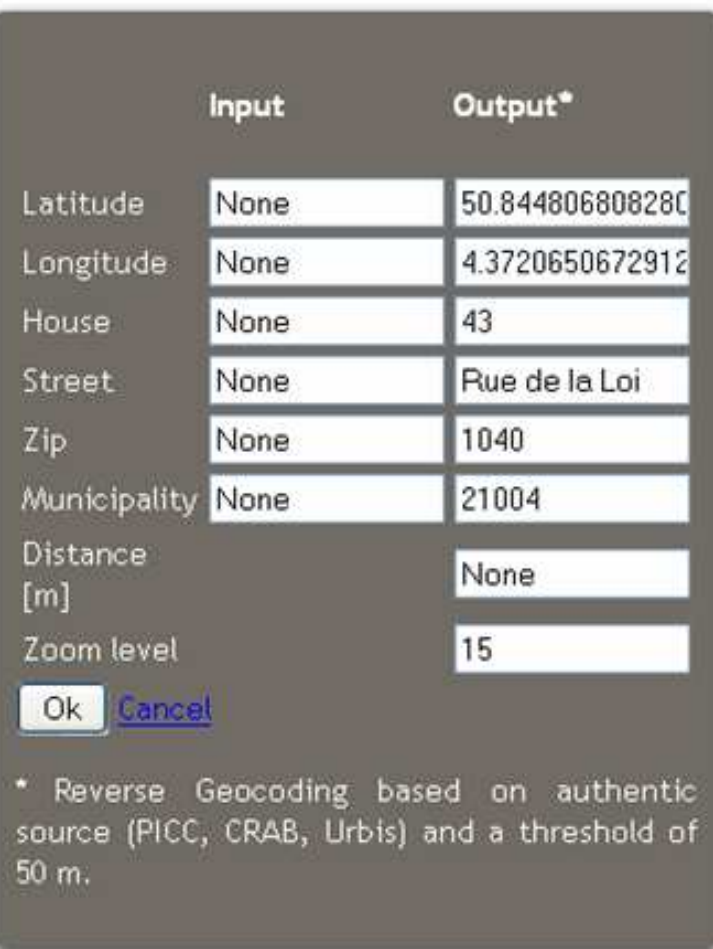 Input Output*
Latitude None 50.844806808280
Longitude None 4.3720650672912
House None 43
Street None Rue de la Loi
Zip None 1040
Municipality None 21004
Distance
[m] None
Zoom level 15
Ok Cancel
* Reverse Geocoding based on authentic
source (PICC, CRAB, Urbis) and a threshold of
50 m.